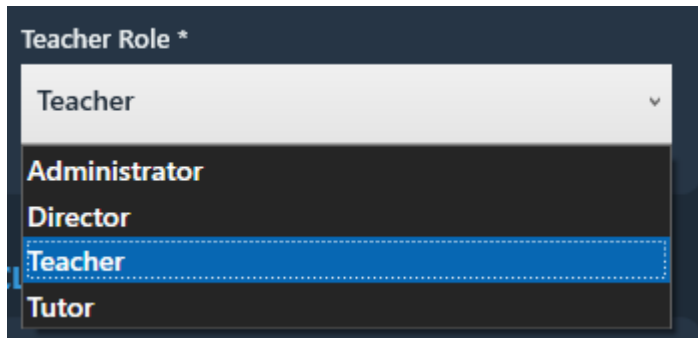 Teacher Role *
Teacher
Administrator
Director
Teacher
Tutor